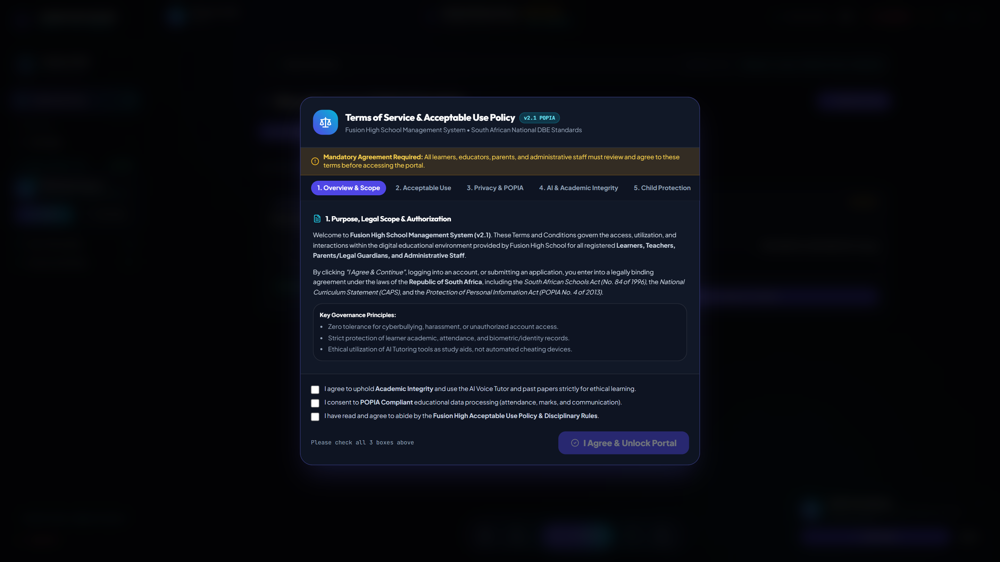 Terms of Service & Acceptable Use Policy v2.1 POPIA
Fusion High School Management System • South African National DBE Standards
Mandatory Agreement Required: All learners, educators, parents, and administrative staff must review and agree to these
terms before accessing the portal.
1. Overview & Scope 2. Acceptable Use 3. Privacy & POPIA 4. AI & Academic Integrity 5. Child Protection
1. Purpose, Legal Scope & Authorization
Welcome to Fusion High School Management System (v2.1). These Terms and Conditions govern the access, utilization, and
interactions within the digital educational environment provided by Fusion High School for all registered Learners, Teachers,
Parents/Legal Guardians, and Administrative Staff.
By clicking "I Agree & Continue", logging into an account, or submitting an application, you enter into a legally binding
agreement under the laws of the Republic of South Africa, including the South African Schools Act (No. 84 of 1996), the National
Curriculum Statement (CAPS), and the Protection of Personal Information Act (POPIA No. 4 of 2013).
Key Governance Principles:
• Zero tolerance for cyberbullying, harassment, or unauthorized account access.
• Strict protection of learner academic, attendance, and biometric/identity records.
• Ethical utilization of AI Tutoring tools as study aids, not automated cheating devices.
I agree to uphold Academic Integrity and use the AI Voice Tutor and past papers strictly for ethical learning.
I consent to POPIA Compliant educational data processing (attendance, marks, and communication).
I have read and agree to abide by the Fusion High Acceptable Use Policy & Disciplinary Rules.
Please check all 3 boxes above
I Agree & Unlock Portal